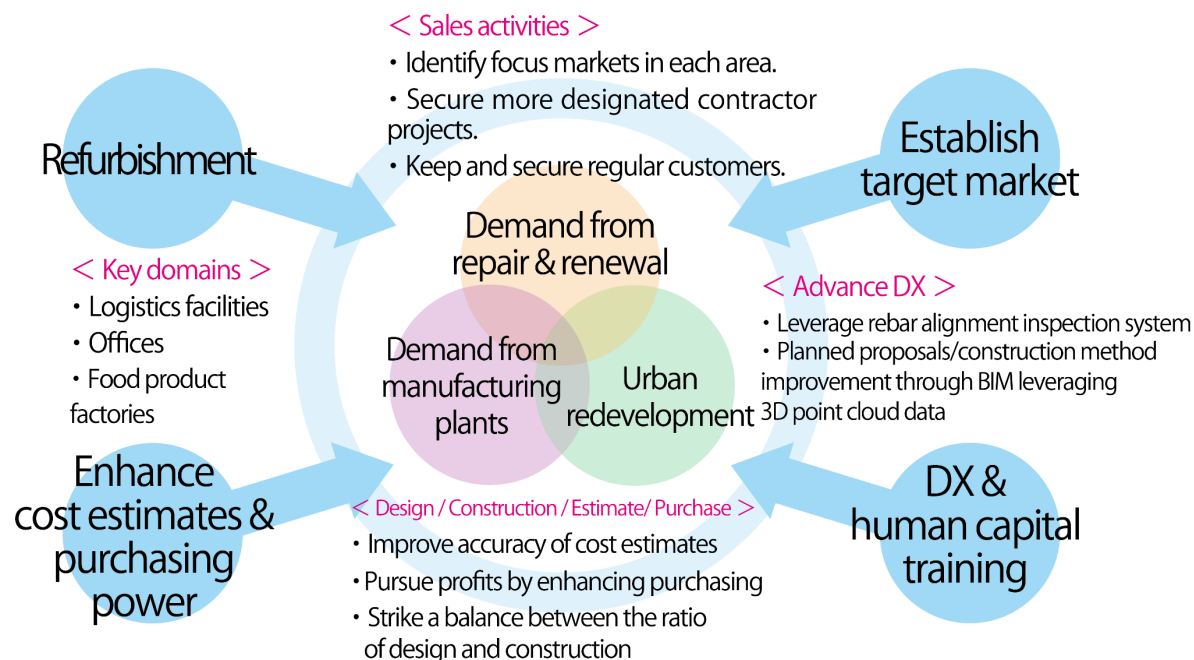 < Sales activities >
・Identify focus markets in each area.
・Secure more designated contractor
projects.
・Keep and secure regular customers.
Refurbishment
Establish
target market
Demand from
repair & renewal
< Key domains >
・Logistics facilities
・Offices
・Food product
factories
Demand from
manufacturing
plants
Urban
redevelopment
< Advance DX >
・Leverage rebar alignment inspection system
・Planned proposals/construction method
improvement through BIM leveraging
3D point cloud data
Enhance
cost estimates &
purchasing
power
< Design / Construction / Estimate/ Purchase >
・Improve accuracy of cost estimates
・Pursue profits by enhancing purchasing
・Strike a balance between the ratio
of design and construction
DX &
human capital
training